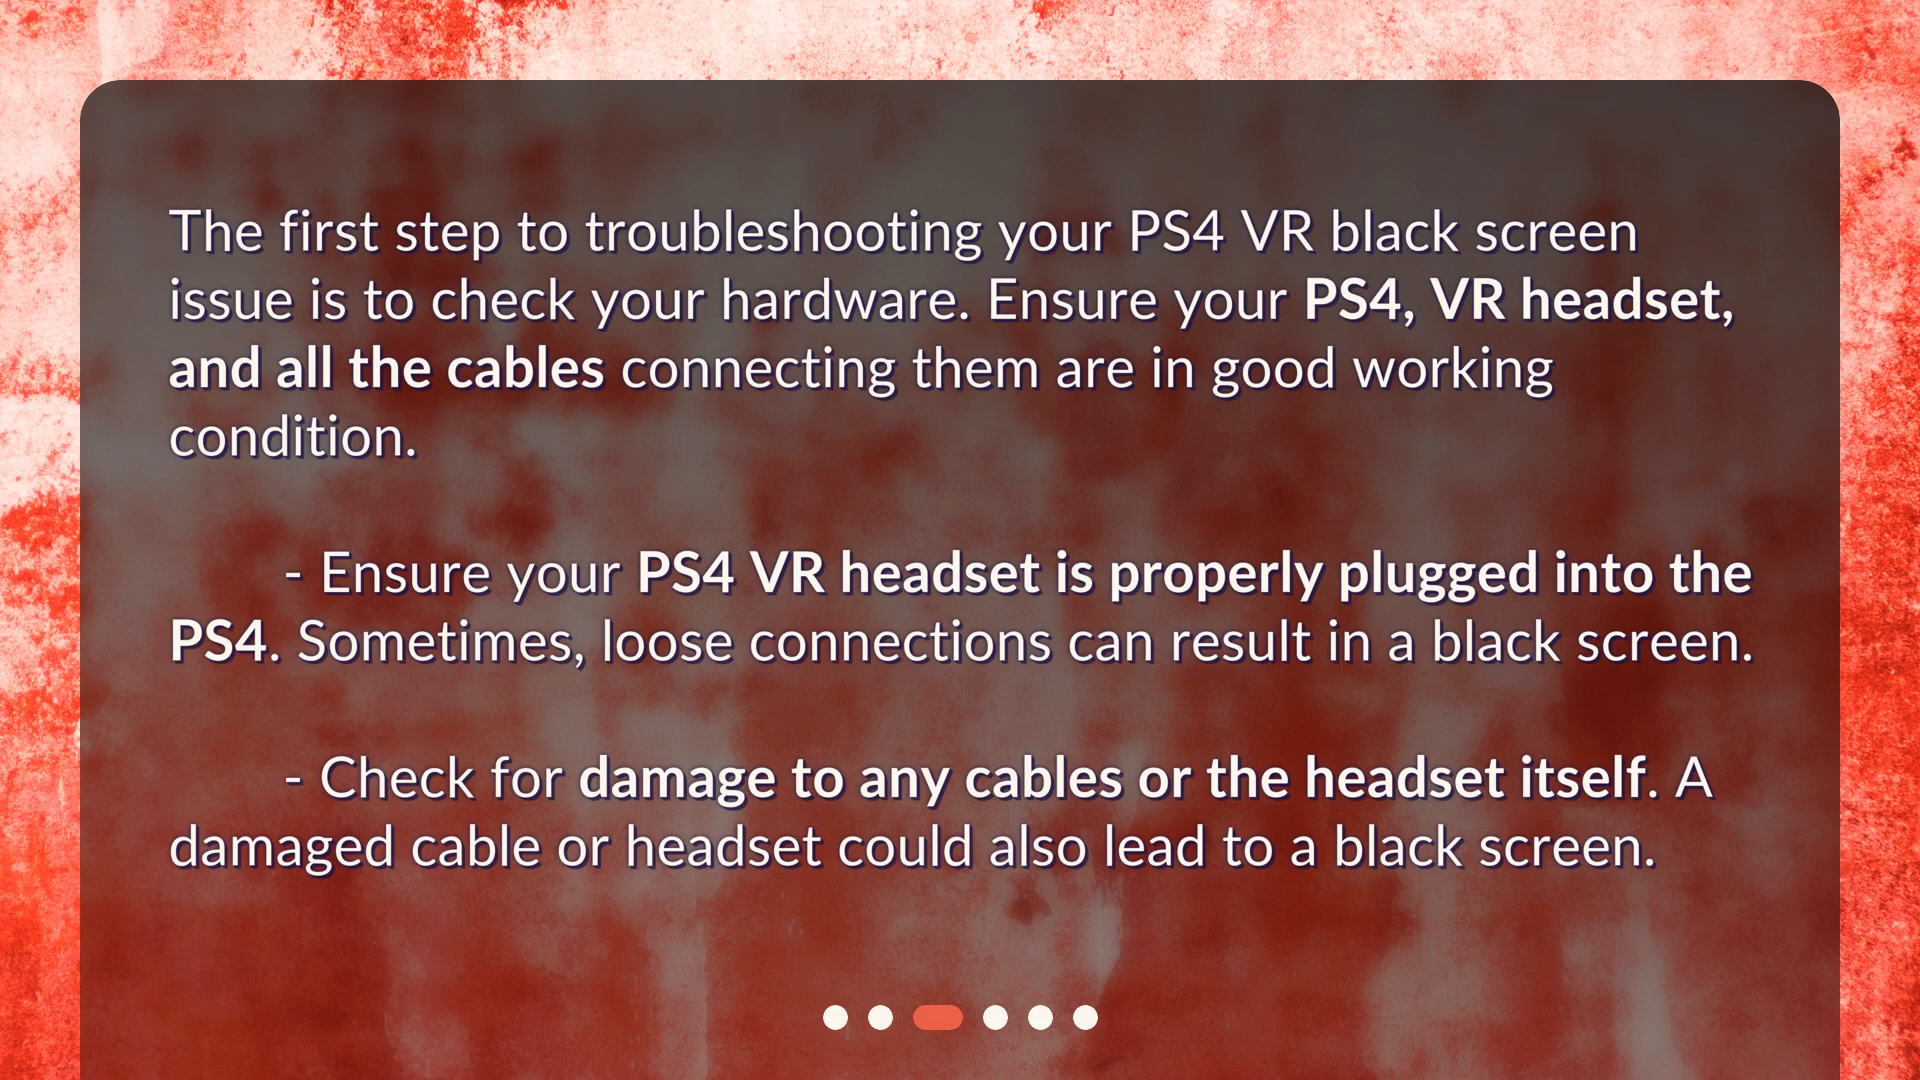 The first step to troubleshooting your PS4 VR black screen
issue is to check your hardware. Ensure your PS4, VR headset,
and all the cables connecting them are in good working
condition.
- Ensure your PS4 VR headset is properly plugged into the
PS4. Sometimes, loose connections can result in a black screen.
- Check for damage to any cables or the headset itself. A
damaged cable or headset could also lead to a black screen.